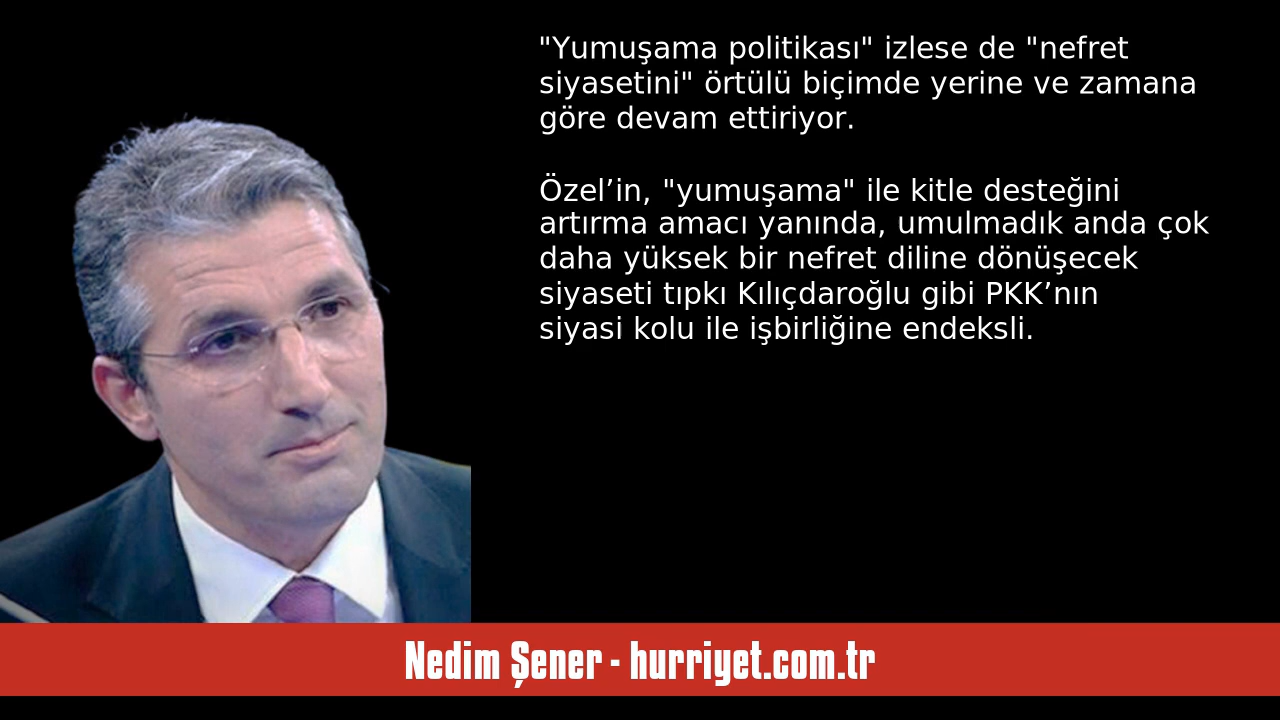 "Yumuşama politikası" izlese de "nefret
siyasetini" örtülü biçimde yerine ve zamana
göre devam ettiriyor.
Özel’in, "yumuşama" ile kitle desteğini
artırma amacı yanında, umulmadık anda çok
daha yüksek bir nefret diline dönüşecek
siyaseti tıpkı Kılıçdaroğlu gibi PKK’nın
siyasi kolu ile işbirliğine endeksli.
Nedim Şener - hurriyet.com.tr